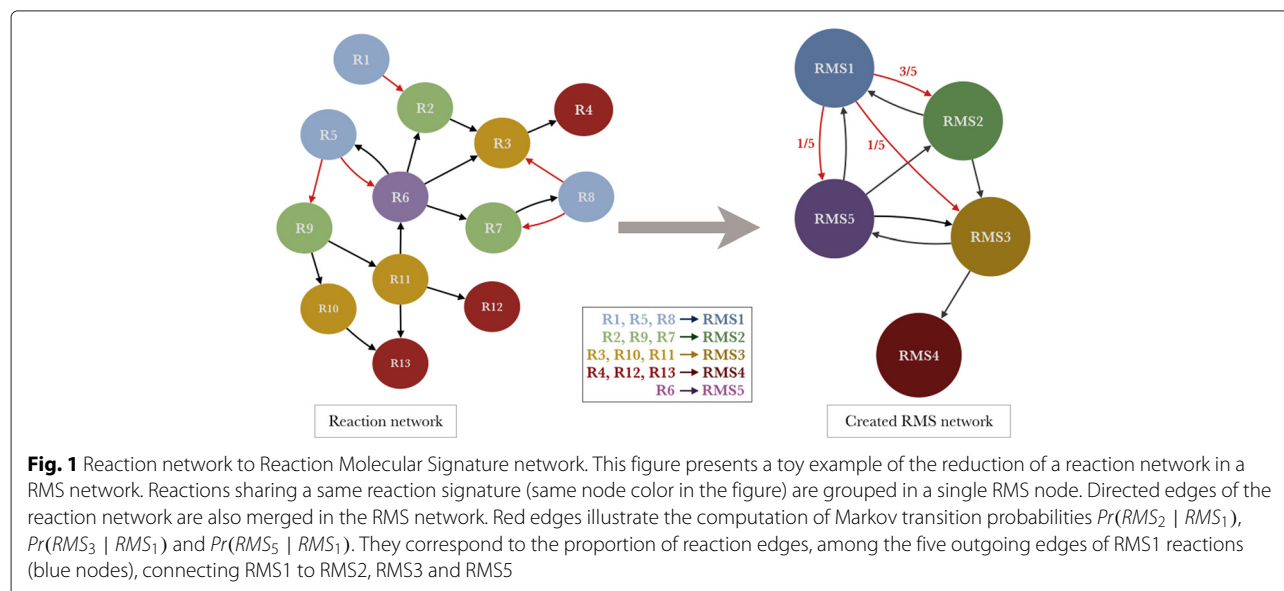 R1
R2
R4
R5
R3
R6
R8
R9
R7
R11
R10
R12
R13
Reaction network
R1, R5, R8 → RMS1
R2, R9, R7 → RMS2
R3, R10, R11 → RMS3
R4, R12, R13 → RMS4
R6 → RMS5
RMS1
3/5
RMS2
1/5
1/5
RMS5
RMS3
RMS4
Created RMS network
Fig. 1 Reaction network to Reaction Molecular Signature network. This figure presents a toy example of the reduction of a reaction network in a
RMS network. Reactions sharing a same reaction signature (same node color in the figure) are grouped in a single RMS node. Directed edges of the
reaction network are also merged in the RMS network. Red edges illustrate the computation of Markov transition probabilities Pr(RMS₂ | RMS₁),
Pr(RMS₃ | RMS₁) and Pr(RMS₅ | RMS₁). They correspond to the proportion of reaction edges, among the five outgoing edges of RMS1 reactions
(blue nodes), connecting RMS1 to RMS2, RMS3 and RMS5